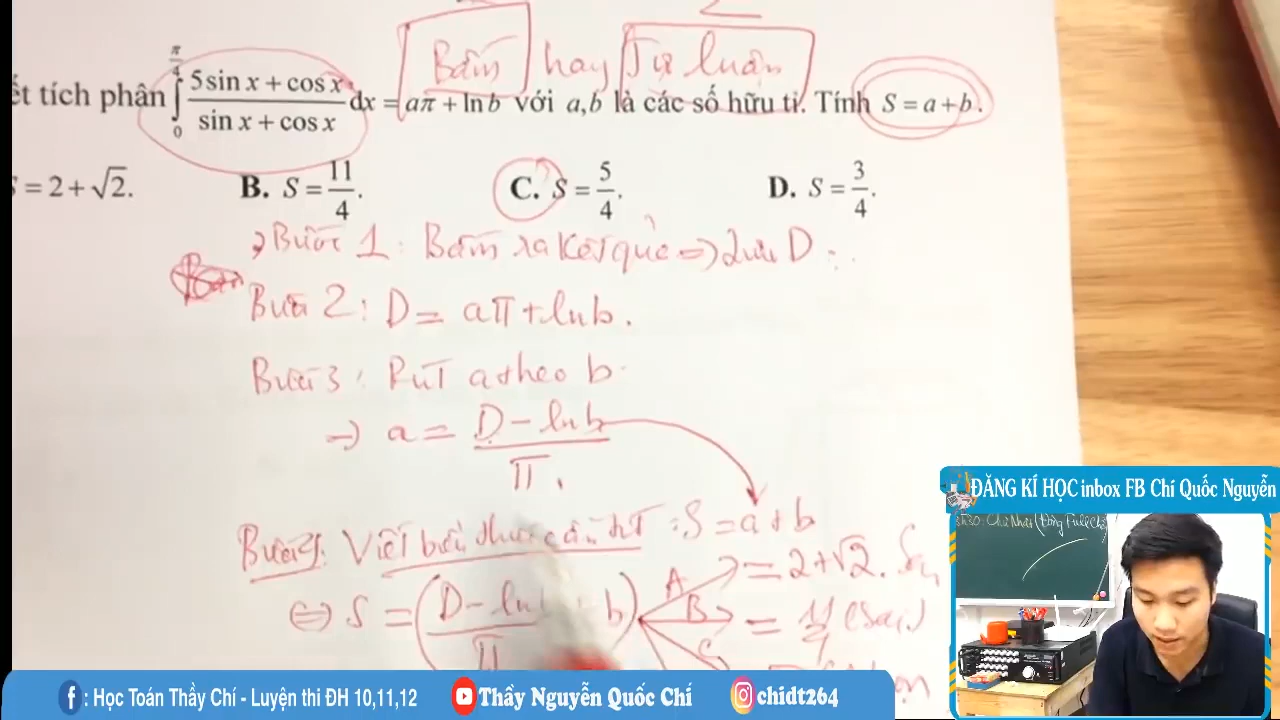 Bấm hay Tự luận
ết tích phân ∫₀^{π/4} (5sin x + cos x)/(sin x + cos x) dx = aπ + ln b với a,b là các số hữu tỉ. Tính S = a + b.
S = 2 + √2. B. S = 11/4. C. S = 5/4. D. S = 3/4.
Bước 1: Bấm ra kết quả ⇒ lưu D
Bước 2: D = aπ + ln b.
Bước 3: Rút a theo b.
⇒ a = (D - ln b)/π.
Viết biểu thức cần : S = a + b
⇔ S = (D - ln b)/π
A = 2 + √2.
B = 11/4 (sai)
C
ĐĂNG KÍ HỌC inbox FB Chí Quốc Nguyễn
: Học Toán Thầy Chí - Luyện thi ĐH 10,11,12
Thầy Nguyễn Quốc Chí
chidt264